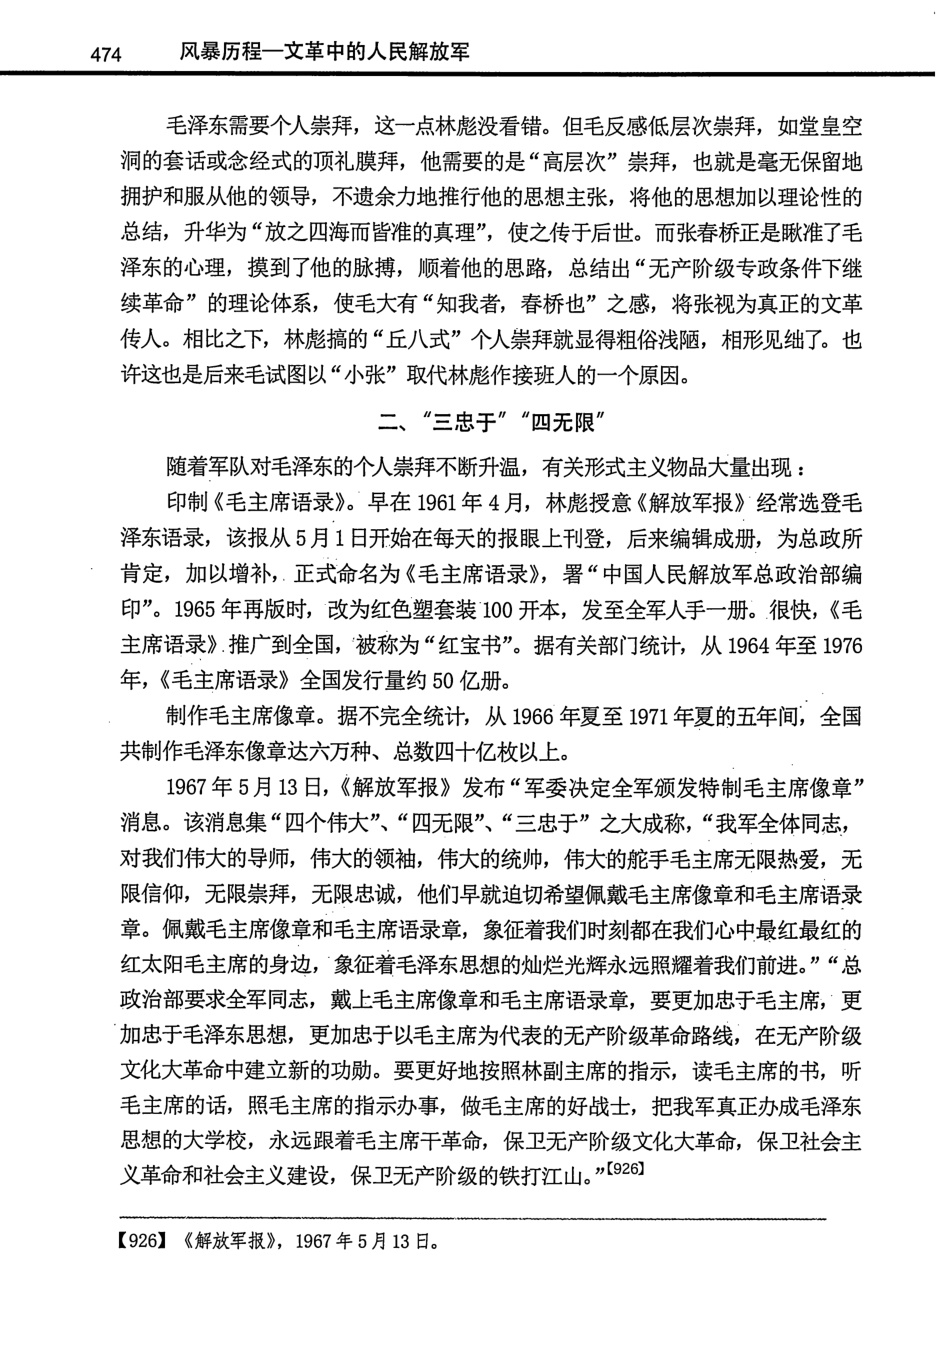 474 风暴历程—文革中的人民解放军
毛泽东需要个人崇拜，这一点林彪没看错。但毛反感低层次崇拜，如堂皇空
洞的套话或念经式的顶礼膜拜，他需要的是“高层次”崇拜，也就是毫无保留地
拥护和服从他的领导，不遗余力地推行他的思想主张，将他的思想加以理论性的
总结，升华为“放之四海而皆准的真理”，使之传于后世。而张春桥正是瞅准了毛
泽东的心理，摸到了他的脉搏，顺着他的思路，总结出“无产阶级专政条件下继
续革命”的理论体系，使毛大有“知我者，春桥也”之感，将张视为真正的文革
传人。相比之下，林彪搞的“丘八式”个人崇拜就显得粗俗浅陋，相形见绌了。也
许这也是后来毛试图以“小张”取代林彪作接班人的一个原因。
二、“三忠于”“四无限”
随着军队对毛泽东的个人崇拜不断升温，有关形式主义物品大量出现：
印制《毛主席语录》。早在 1961 年 4 月，林彪授意《解放军报》经常选登毛
泽东语录，该报从 5 月 1 日开始在每天的报眼上刊登，后来编辑成册，为总政所
肯定，加以增补，正式命名为《毛主席语录》，署“中国人民解放军总政治部编
印”。1965 年再版时，改为红色塑套装 100 开本，发至全军人手一册。很快，《毛
主席语录》推广到全国，被称为“红宝书”。据有关部门统计，从 1964 年至 1976
年，《毛主席语录》全国发行量约 50 亿册。
制作毛主席像章。据不完全统计，从 1966 年夏至 1971 年夏的五年间，全国
共制作毛泽东像章达六万种、总数四十亿枚以上。
1967 年 5 月 13 日，《解放军报》发布“军委决定全军颁发特制毛主席像章”
消息。该消息集“四个伟大”、“四无限”、“三忠于”之大成称，“我军全体同志，
对我们伟大的导师，伟大的领袖，伟大的统帅，伟大的舵手毛主席无限热爱，无
限信仰，无限崇拜，无限忠诚，他们早就迫切希望佩戴毛主席像章和毛主席语录
章。佩戴毛主席像章和毛主席语录章，象征着我们时刻都在我们心中最红最红的
红太阳毛主席的身边，象征着毛泽东思想的灿烂光辉永远照耀着我们前进。”“总
政治部要求全军同志，戴上毛主席像章和毛主席语录章，要更加忠于毛主席，更
加忠于毛泽东思想，更加忠于以毛主席为代表的无产阶级革命路线，在无产阶级
文化大革命中建立新的功勋。要更好地按照林副主席的指示，读毛主席的书，听
毛主席的话，照毛主席的指示办事，做毛主席的好战士，把我军真正办成毛泽东
思想的大学校，永远跟着毛主席干革命，保卫无产阶级文化大革命，保卫社会主
义革命和社会主义建设，保卫无产阶级的铁打江山。”【926】
【926】《解放军报》，1967 年 5 月 13 日。